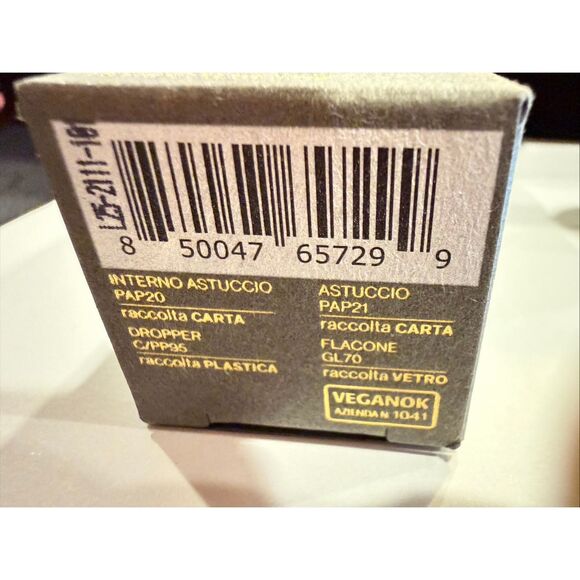 L25-2111-10
8 50047 65729 9
INTERNO ASTUCCIO
PAP20
raccolta CARTA
DROPPER
C/PP95
raccolta PLASTICA
ASTUCCIO
PAP21
raccolta CARTA
FLACONE
GL70
raccolta VETRO
VEGANOK
AZIENDA N 1041